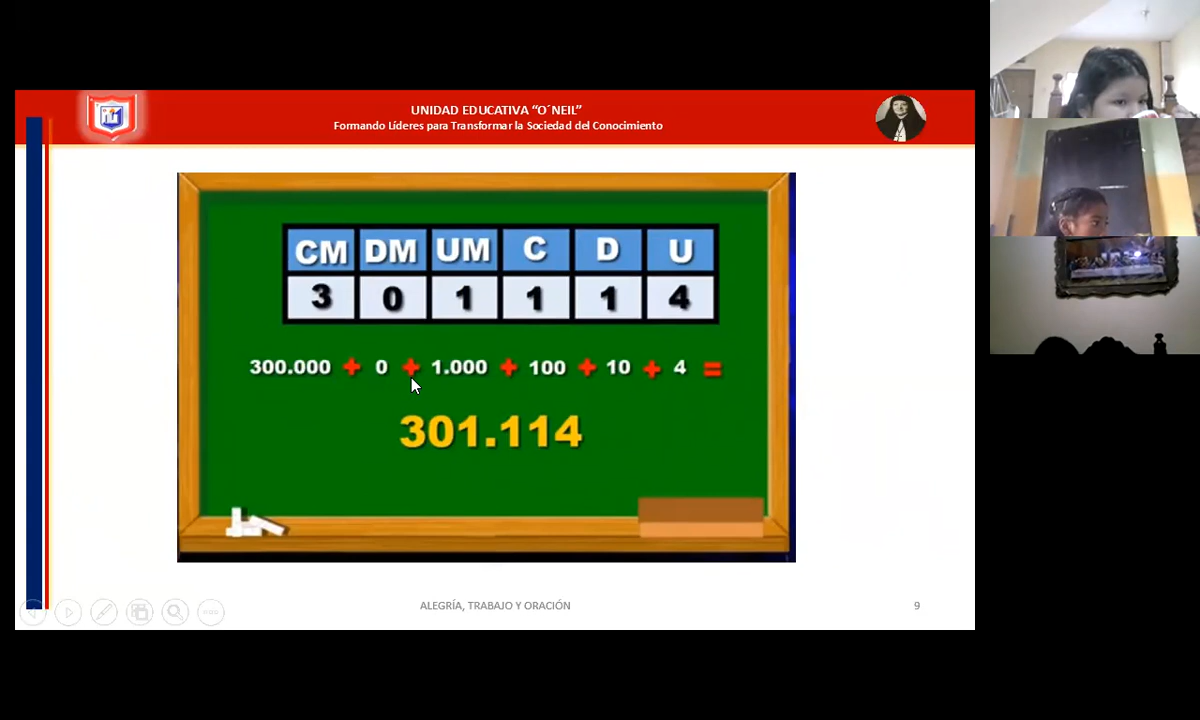 UNIDAD EDUCATIVA “O´NEIL”
Formando Líderes para Transformar la Sociedad del Conocimiento
CM DM UM C D U
3 0 1 1 1 4
300.000 + 0 + 1.000 + 100 + 10 + 4 =
301.114
ALEGRÍA, TRABAJO Y ORACIÓN 9